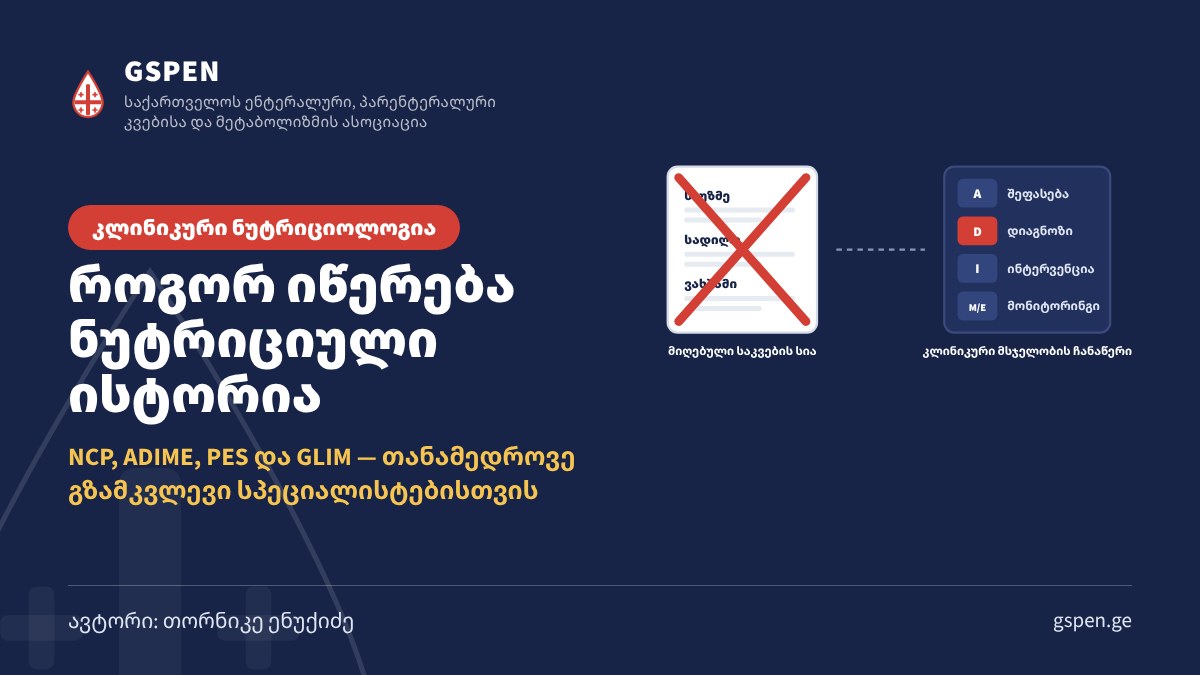 GSPEN
საქართველოს ენტერალური, პარენტერალური
კვებისა და მეტაბოლიზმის ასოციაცია
კლინიკური ნუტრიციოლოგია
როგორ იწერება
ნუტრიციული
ისტორია
NCP, ADIME, PES და GLIM — თანამედროვე
გზამკვლევი სპეციალისტებისთვის
საუზმე
სადილი
ვახშამი
მიღებული საკვების სია
A შეფასება
D დიაგნოზი
I ინტერვენცია
M/E მონიტორინგი
კლინიკური მსჯელობის ჩანაწერი
ავტორი: თორნიკე ენუქიძე
gspen.ge